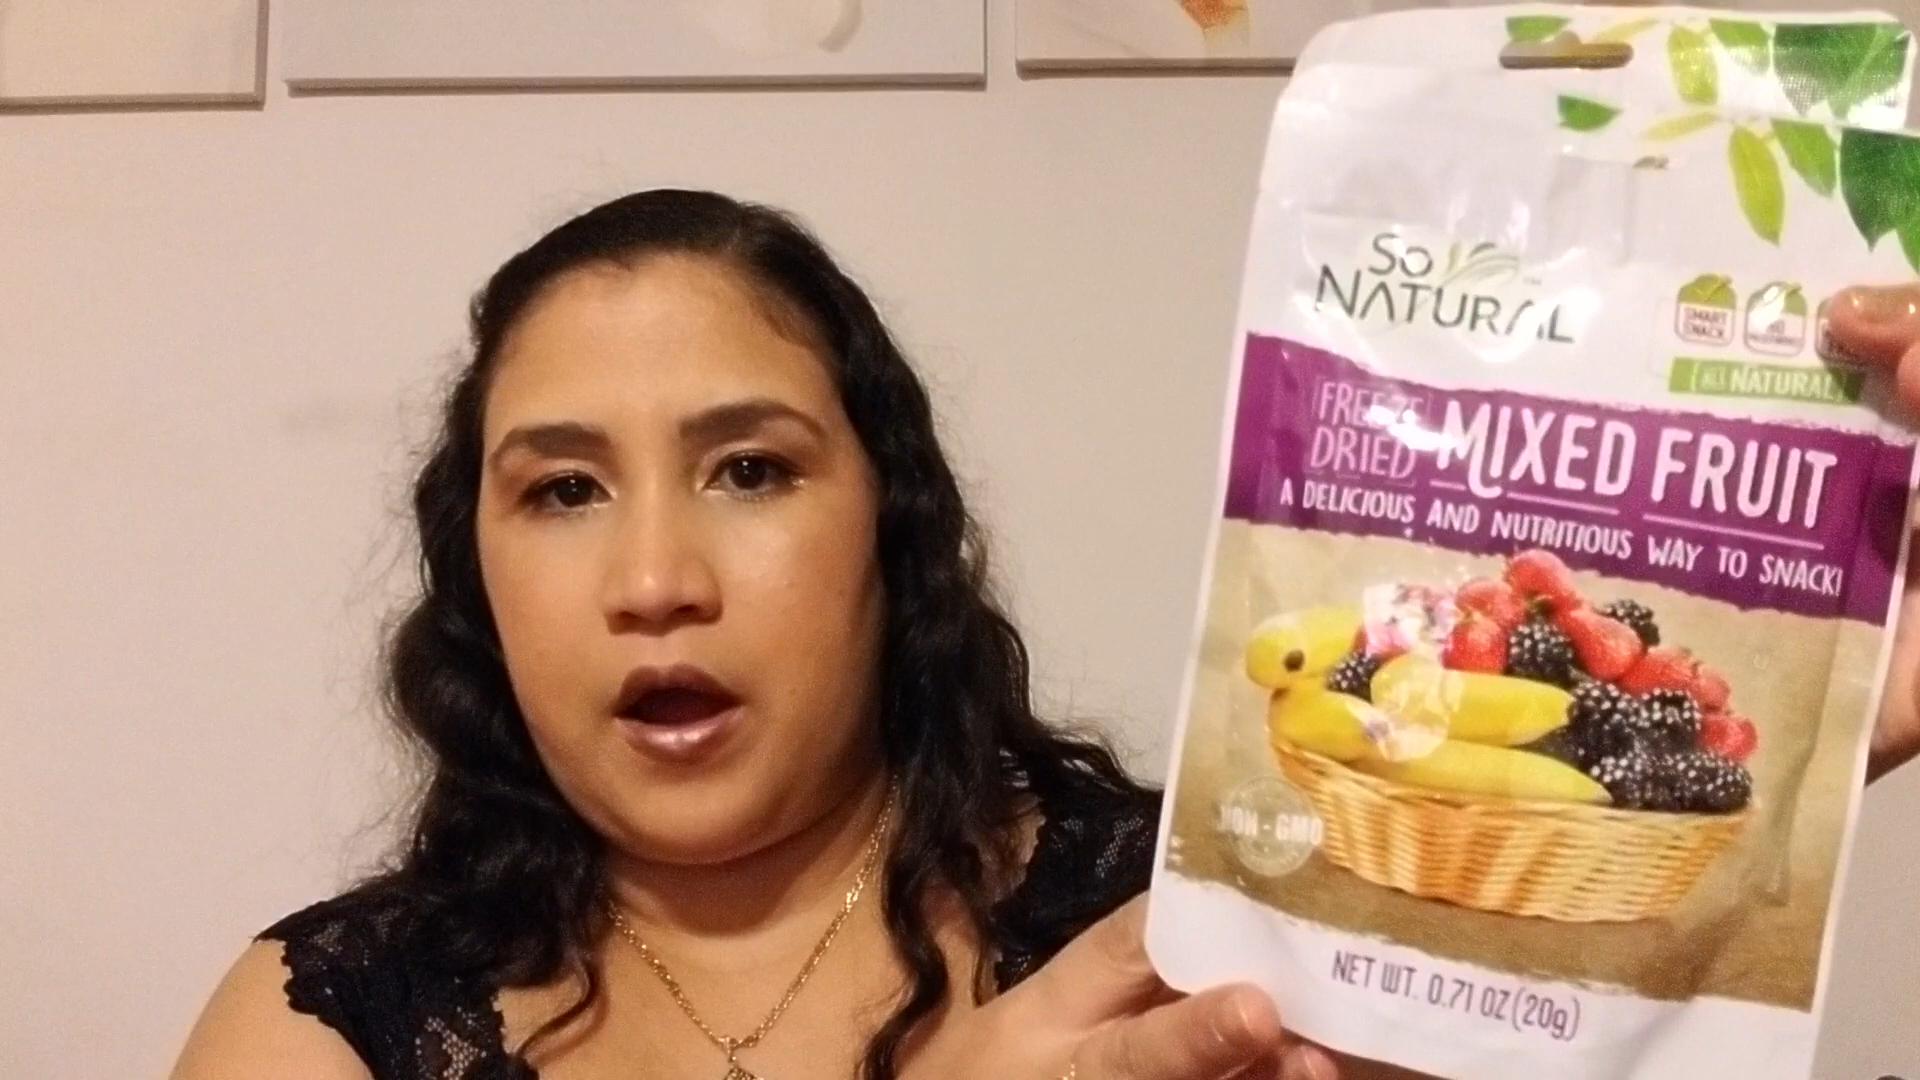 So
NATURAL
SMART
SNACK
NO
NATURAL
FREEZE
DRIED
MIXED FRUIT
A DELICIOUS AND NUTRITIOUS WAY TO SNACK!
NON-GMO
NET WT. 0.71 OZ (20g)